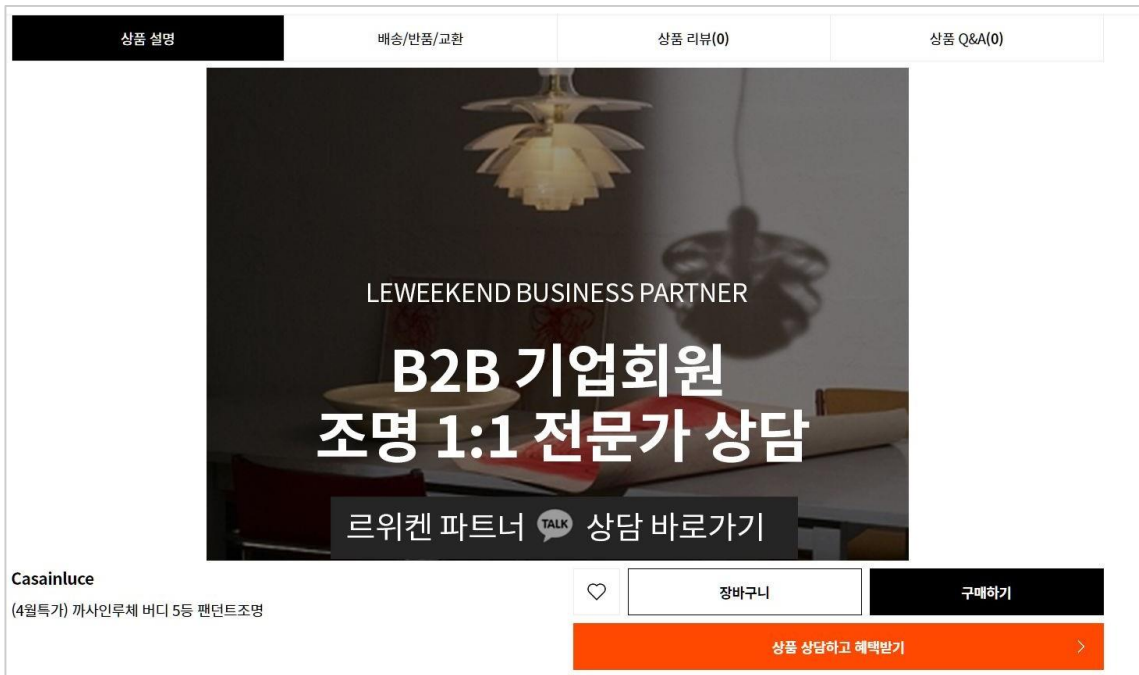 상품 설명
배송/반품/교환
상품 리뷰(0)
상품 Q&A(0)
LEWEEKEND BUSINESS PARTNER
B2B 기업회원
조명 1:1 전문가 상담
르위켄 파트너 TALK 상담 바로가기
Casainluce
(4월특가) 까사인루체 버디 5등 팬던트조명
장바구니
구매하기
상품 상담하고 혜택받기